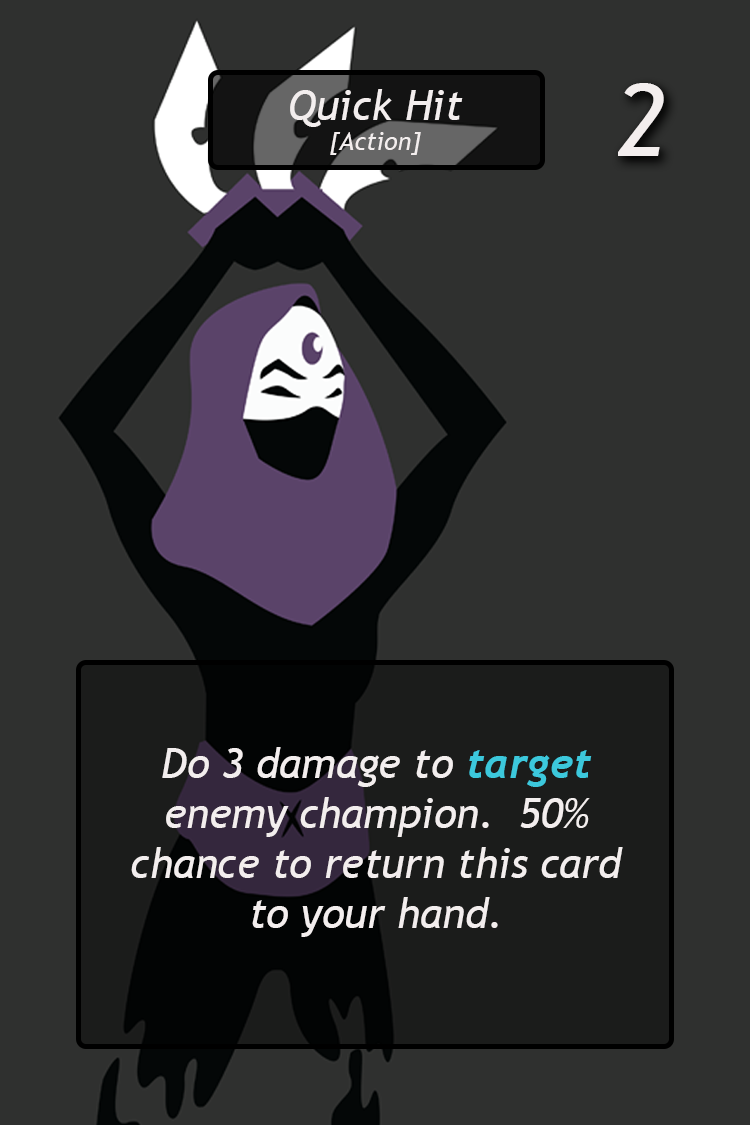 Quick Hit
[Action]
2
Do 3 damage to target
enemy champion.  50%
chance to return this card
to your hand.